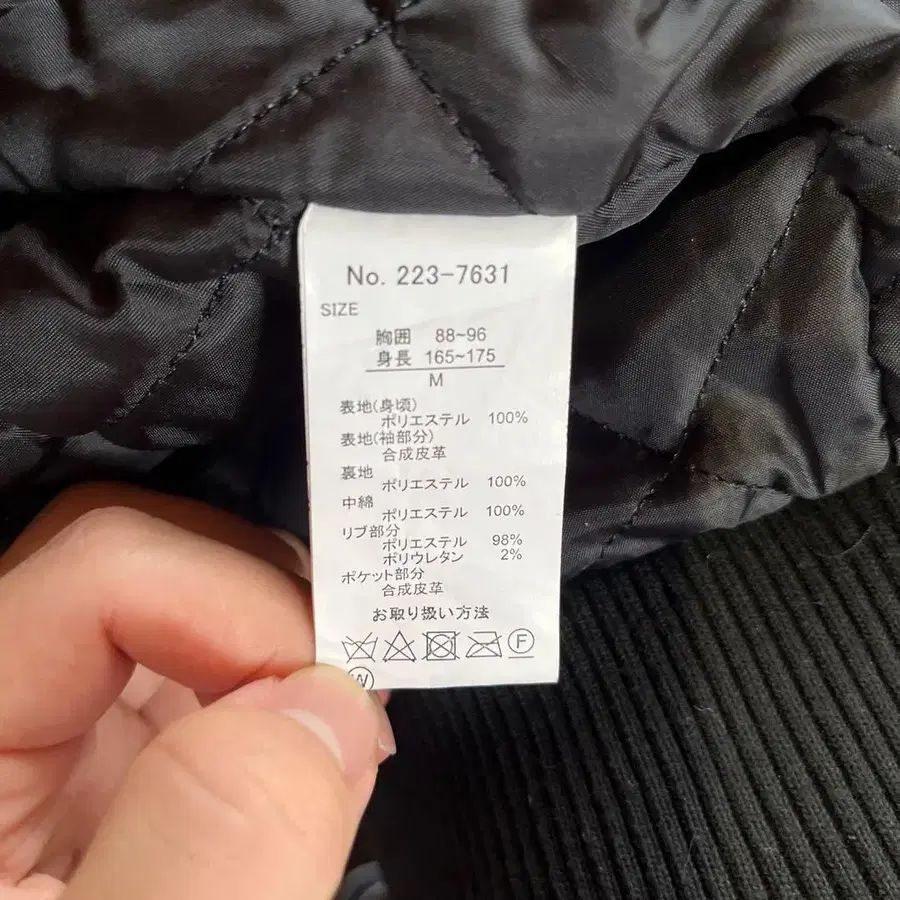 No. 223-7631
SIZE
胸囲 88~96
身長 165~175
M
表地(身頃)
ポリエステル 100%
表地(袖部分)
合成皮革
裏地
ポリエステル 100%
中綿
ポリエステル 100%
リブ部分
ポリエステル 98%
ポリウレタン 2%
ポケット部分
合成皮革
お取り扱い方法
F
W